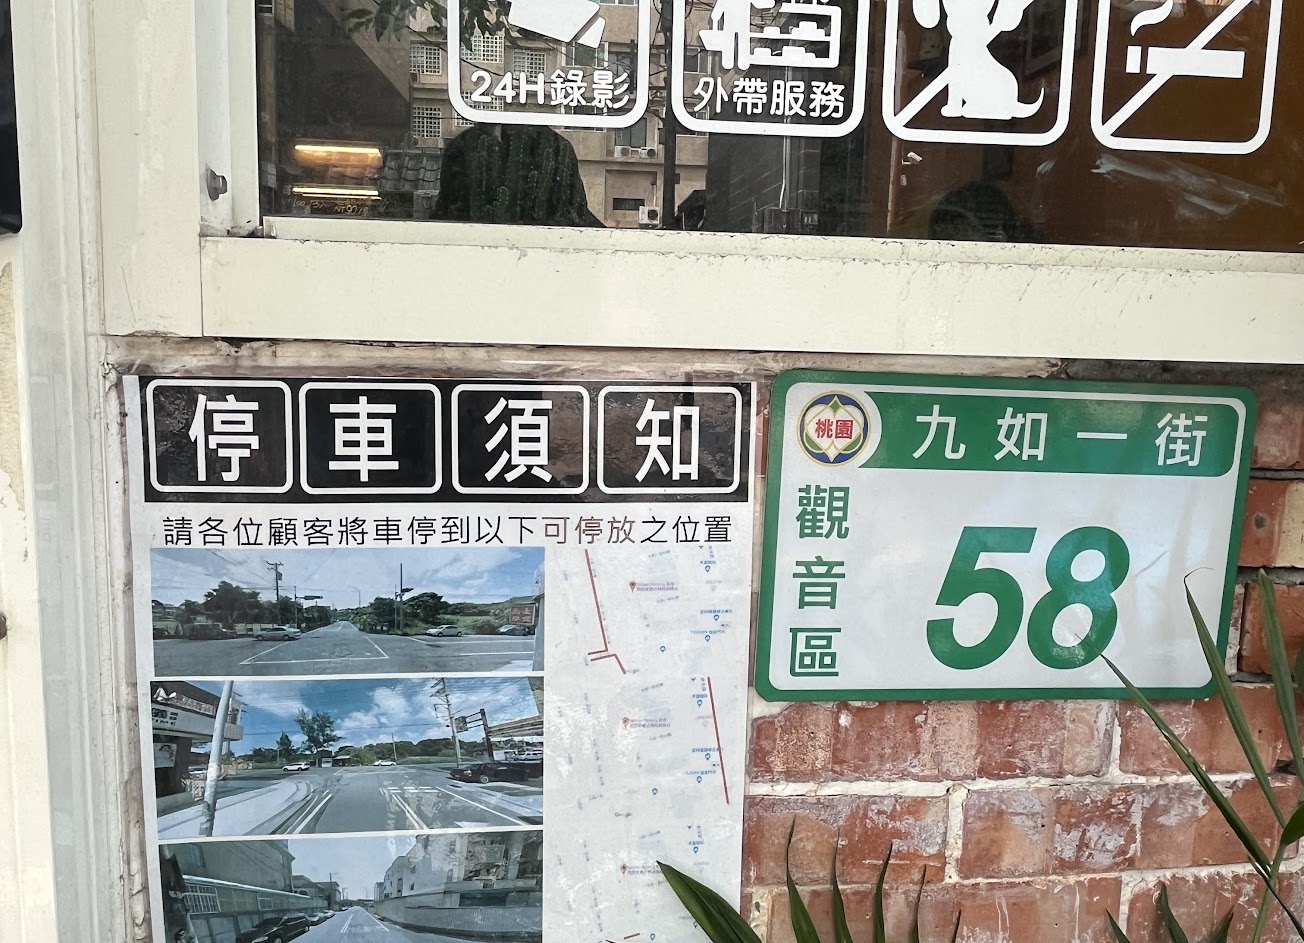 24H錄影
外帶服務
停車須知
請各位顧客將車停到以下可停放之位置
桃園
九如一街
觀音區
58